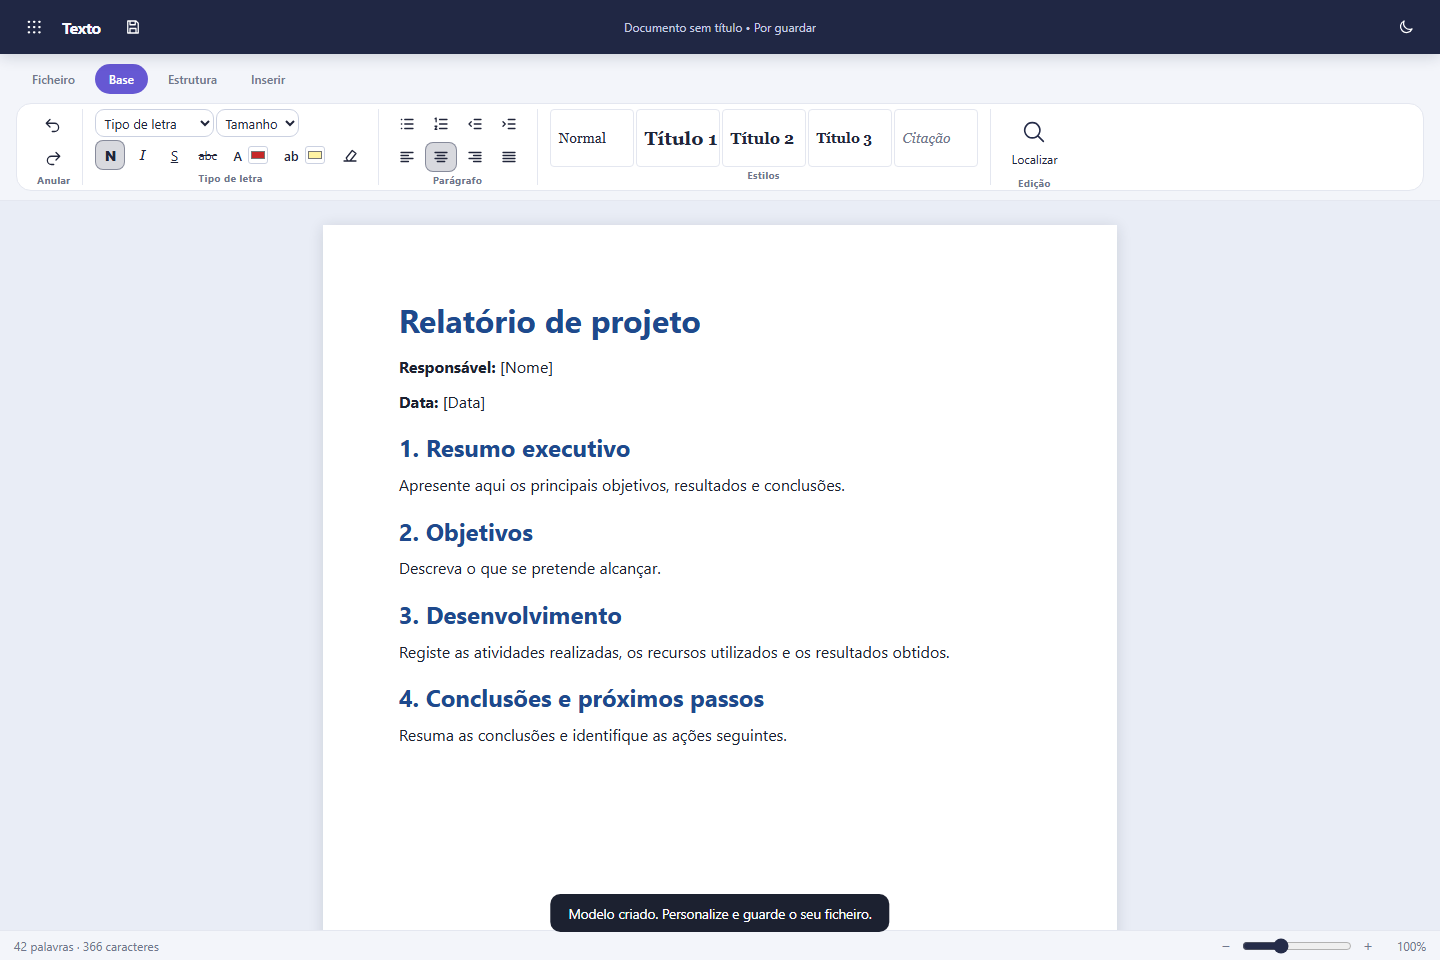 Texto
Documento sem título • Por guardar
Ficheiro Base Estrutura Inserir
Anular
Tipo de letra Tamanho
N I S abc A ab
Tipo de letra
Parágrafo
Normal Título 1 Título 2 Título 3 Citação
Estilos
Localizar
Edição
Relatório de projeto
Responsável: [Nome]
Data: [Data]
1. Resumo executivo
Apresente aqui os principais objetivos, resultados e conclusões.
2. Objetivos
Descreva o que se pretende alcançar.
3. Desenvolvimento
Registe as atividades realizadas, os recursos utilizados e os resultados obtidos.
4. Conclusões e próximos passos
Resuma as conclusões e identifique as ações seguintes.
Modelo criado. Personalize e guarde o seu ficheiro.
42 palavras · 366 caracteres
− + 100%